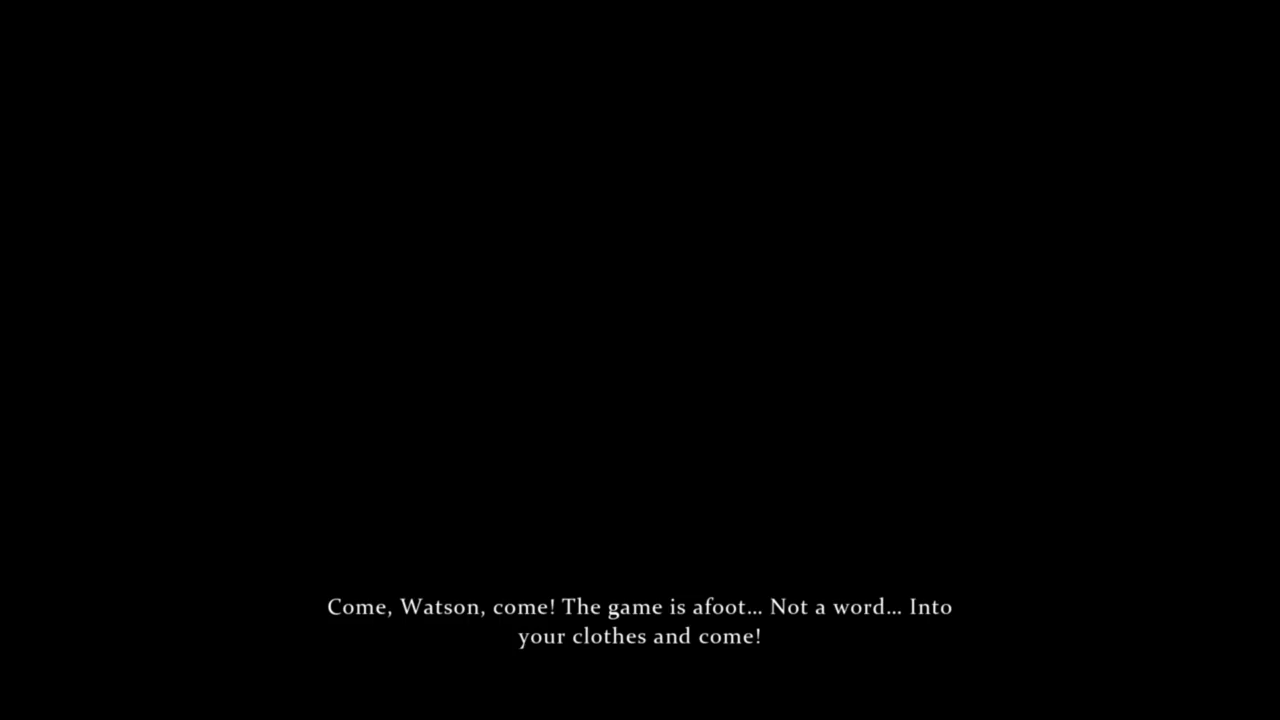 Come, Watson, come! The game is afoot... Not a word... Into
your clothes and come!